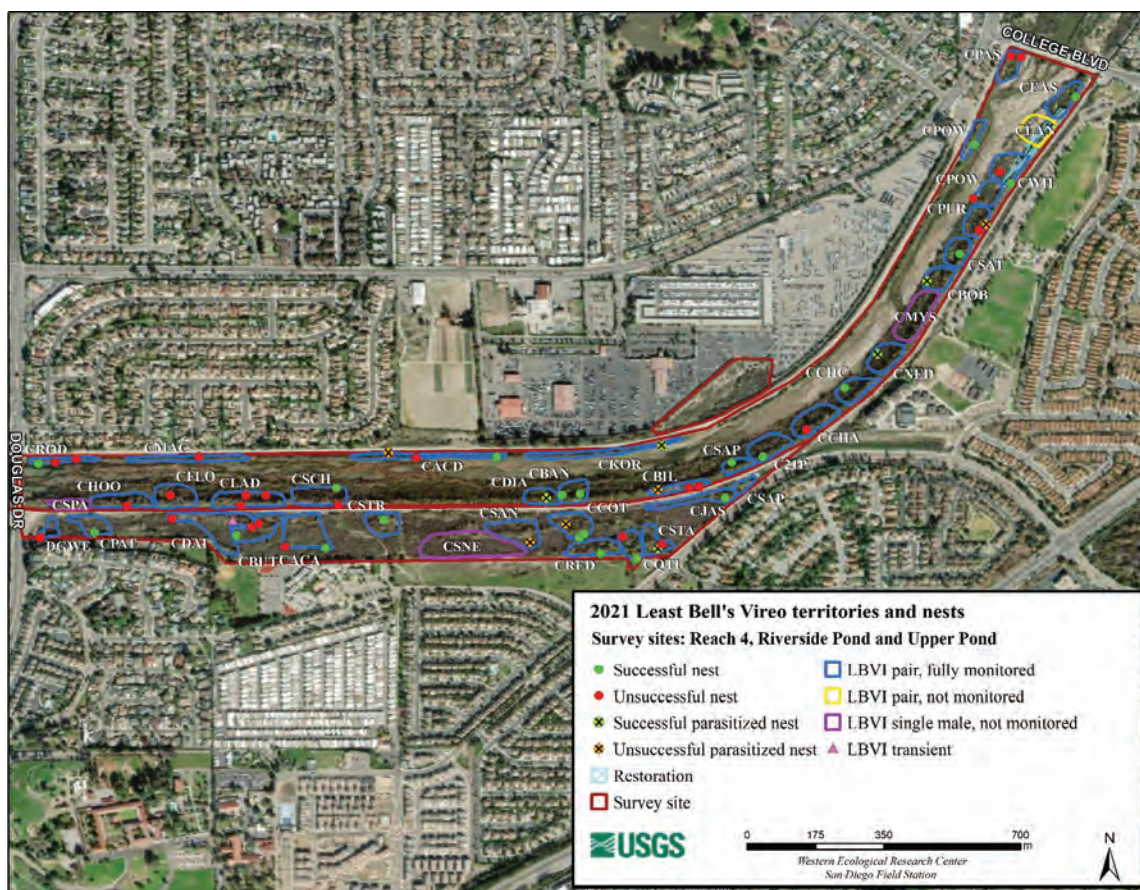 COLLEGE BLVD
CPAS
CEAS
CLAN
CPOW
CPOW
CWIL
CPUR
CSAT
CBOB
CMYS
CNED
CCHC
CCHA
CROD
CMAC
CACD
CKOR
CSAP
C2IP
DOUGLAS DR
CHOO
CFLO
CLAD
CSCH
CDIA
CBAN
CBIL
CSAP
CSPA
CSTR
CSAN
CCOT
CJAS
CSTA
DGWE
CPAT
CDAI
CBUT
CACA
CSNE
CRED
2021 Least Bell's Vireo territories and nests
Survey sites: Reach 4, Riverside Pond and Upper Pond
Successful nest
Unsuccessful nest
Successful parasitized nest
Unsuccessful parasitized nest
Restoration
Survey site
LBVI pair, fully monitored
LBVI pair, not monitored
LBVI single male, not monitored
LBVI transient
USGS
0 175 350 700
m
Western Ecological Research Center
San Diego Field Station
N